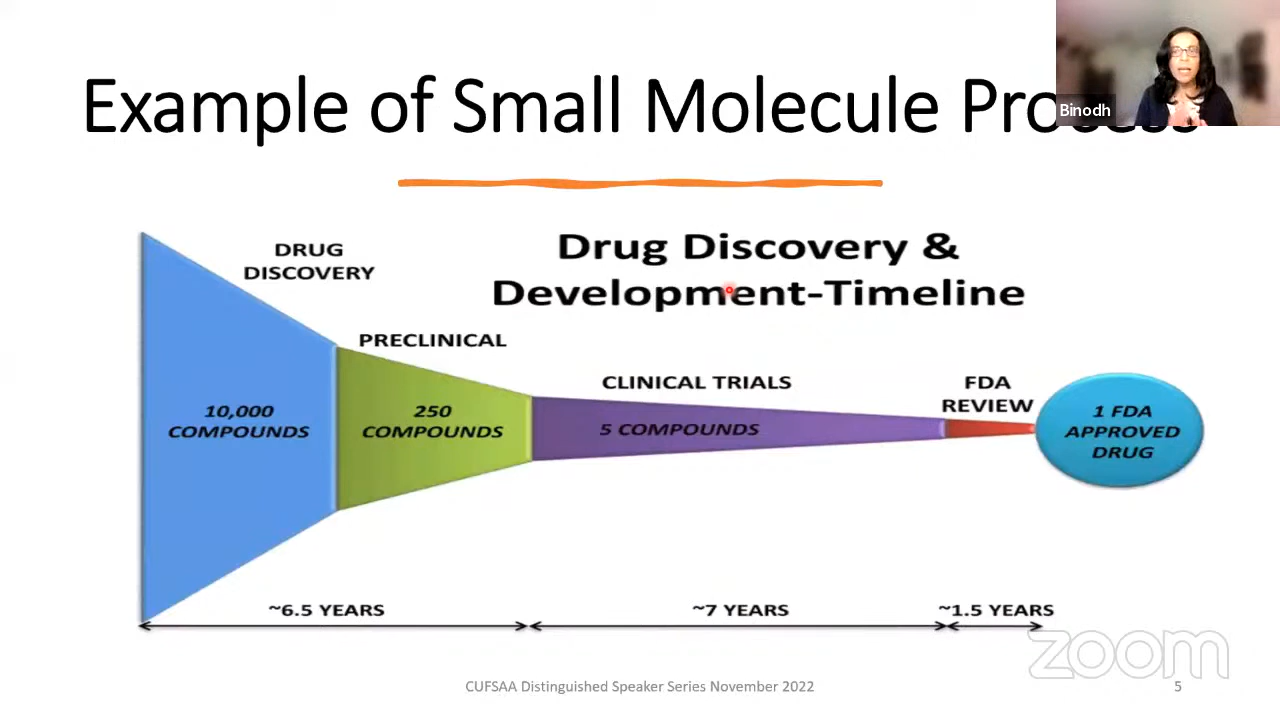 Example of Small Molecule Process
Binodh
Drug Discovery &
Development-Timeline
DRUG
DISCOVERY
PRECLINICAL
CLINICAL TRIALS
FDA
REVIEW
10,000
COMPOUNDS
250
COMPOUNDS
5 COMPOUNDS
1 FDA
APPROVED
DRUG
~6.5 YEARS
~7 YEARS
~1.5 YEARS
zoom
CUFSAA Distinguished Speaker Series November 2022
5